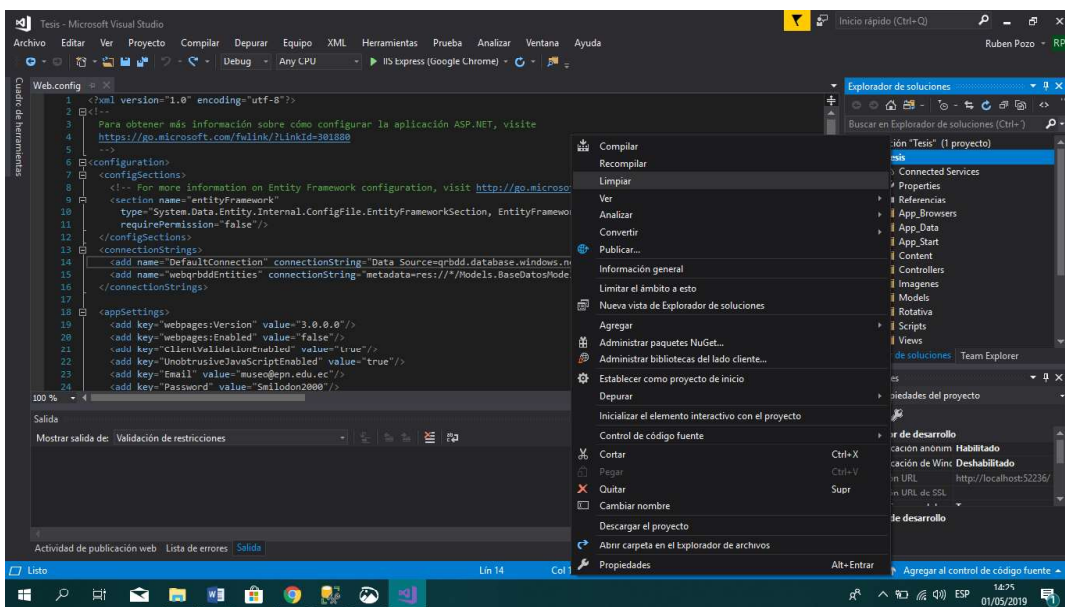 Tesis - Microsoft Visual Studio
Inicio rápido (Ctrl+Q)
Archivo Editar Ver Proyecto Compilar Depurar Equipo XML Herramientas Prueba Analizar Ventana Ayuda
Ruben Pozo RP
Debug Any CPU IIS Express (Google Chrome)
Cuadro de herramientas
Web.config
1 <?xml version="1.0" encoding="utf-8"?>
2 <!--
3 Para obtener más información sobre cómo configurar la aplicación ASP.NET, visite
4 https://go.microsoft.com/fwlink/?LinkId=301880
5 -->
6 <configuration>
7 <configSections>
8 <!-- For more information on Entity Framework configuration, visit http://go.microso
9 <section name="entityFramework"
10 type="System.Data.Entity.Internal.ConfigFile.EntityFrameworkSection, EntityFramewo
11 requirePermission="false"/>
12 </configSections>
13 <connectionStrings>
14 <add name="DefaultConnection" connectionString="Data Source=qrbdd.database.windows.ne
15 <add name="webqrbddEntities" connectionString="metadata=res://*/Models.BaseDatosMode
16 </connectionStrings>
17
18 <appSettings>
19 <add key="webpages:Version" value="3.0.0.0"/>
20 <add key="webpages:Enabled" value="false"/>
21 <add key="ClientValidationEnabled" value="true"/>
22 <add key="UnobtrusiveJavaScriptEnabled" value="true"/>
23 <add key="Email" value="museo@epn.edu.ec"/>
24 <add key="Password" value="Smilodon2000"/>
100 %
Salida
Mostrar salida de: Validación de restricciones
Actividad de publicación web Lista de errores Salida
Compilar
Recompilar
Limpiar
Ver
Analizar
Convertir
Publicar...
Información general
Limitar el ámbito a esto
Nueva vista de Explorador de soluciones
Agregar
Administrar paquetes NuGet...
Administrar bibliotecas del lado cliente...
Establecer como proyecto de inicio
Depurar
Inicializar el elemento interactivo con el proyecto
Control de código fuente
Cortar Ctrl+X
Pegar Ctrl+V
Quitar Supr
Cambiar nombre
Descargar el proyecto
Abrir carpeta en el Explorador de archivos
Propiedades Alt+Entrar
Explorador de soluciones
Buscar en Explorador de soluciones (Ctrl+´)
ión "Tesis" (1 proyecto)
esis
Connected Services
Properties
Referencias
App_Browsers
App_Data
App_Start
Content
Controllers
Imagenes
Models
Rotativa
Scripts
Views
de soluciones Team Explorer
es
piedades del proyecto
r de desarrollo
cación anónim Habilitado
cación de Winc Deshabilitado
n URL http://localhost:52236/
n URL de SSL
de desarrollo
Listo Lín 14 Col 1 Agregar al control de código fuente
ESP 14:25
01/05/2019